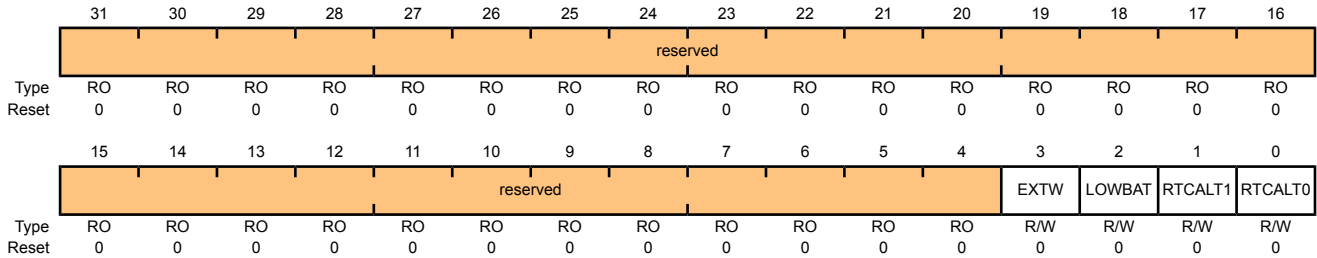 31 30 29 28 27 26 25 24 23 22 21 20 19 18 17 16
reserved
Type RO RO RO RO RO RO RO RO RO RO RO RO RO RO RO RO
Reset 0 0 0 0 0 0 0 0 0 0 0 0 0 0 0 0
15 14 13 12 11 10 9 8 7 6 5 4 3 2 1 0
reserved EXTW LOWBAT RTCALT1 RTCALT0
Type RO RO RO RO RO RO RO RO RO RO RO RO R/W R/W R/W R/W
Reset 0 0 0 0 0 0 0 0 0 0 0 0 0 0 0 0